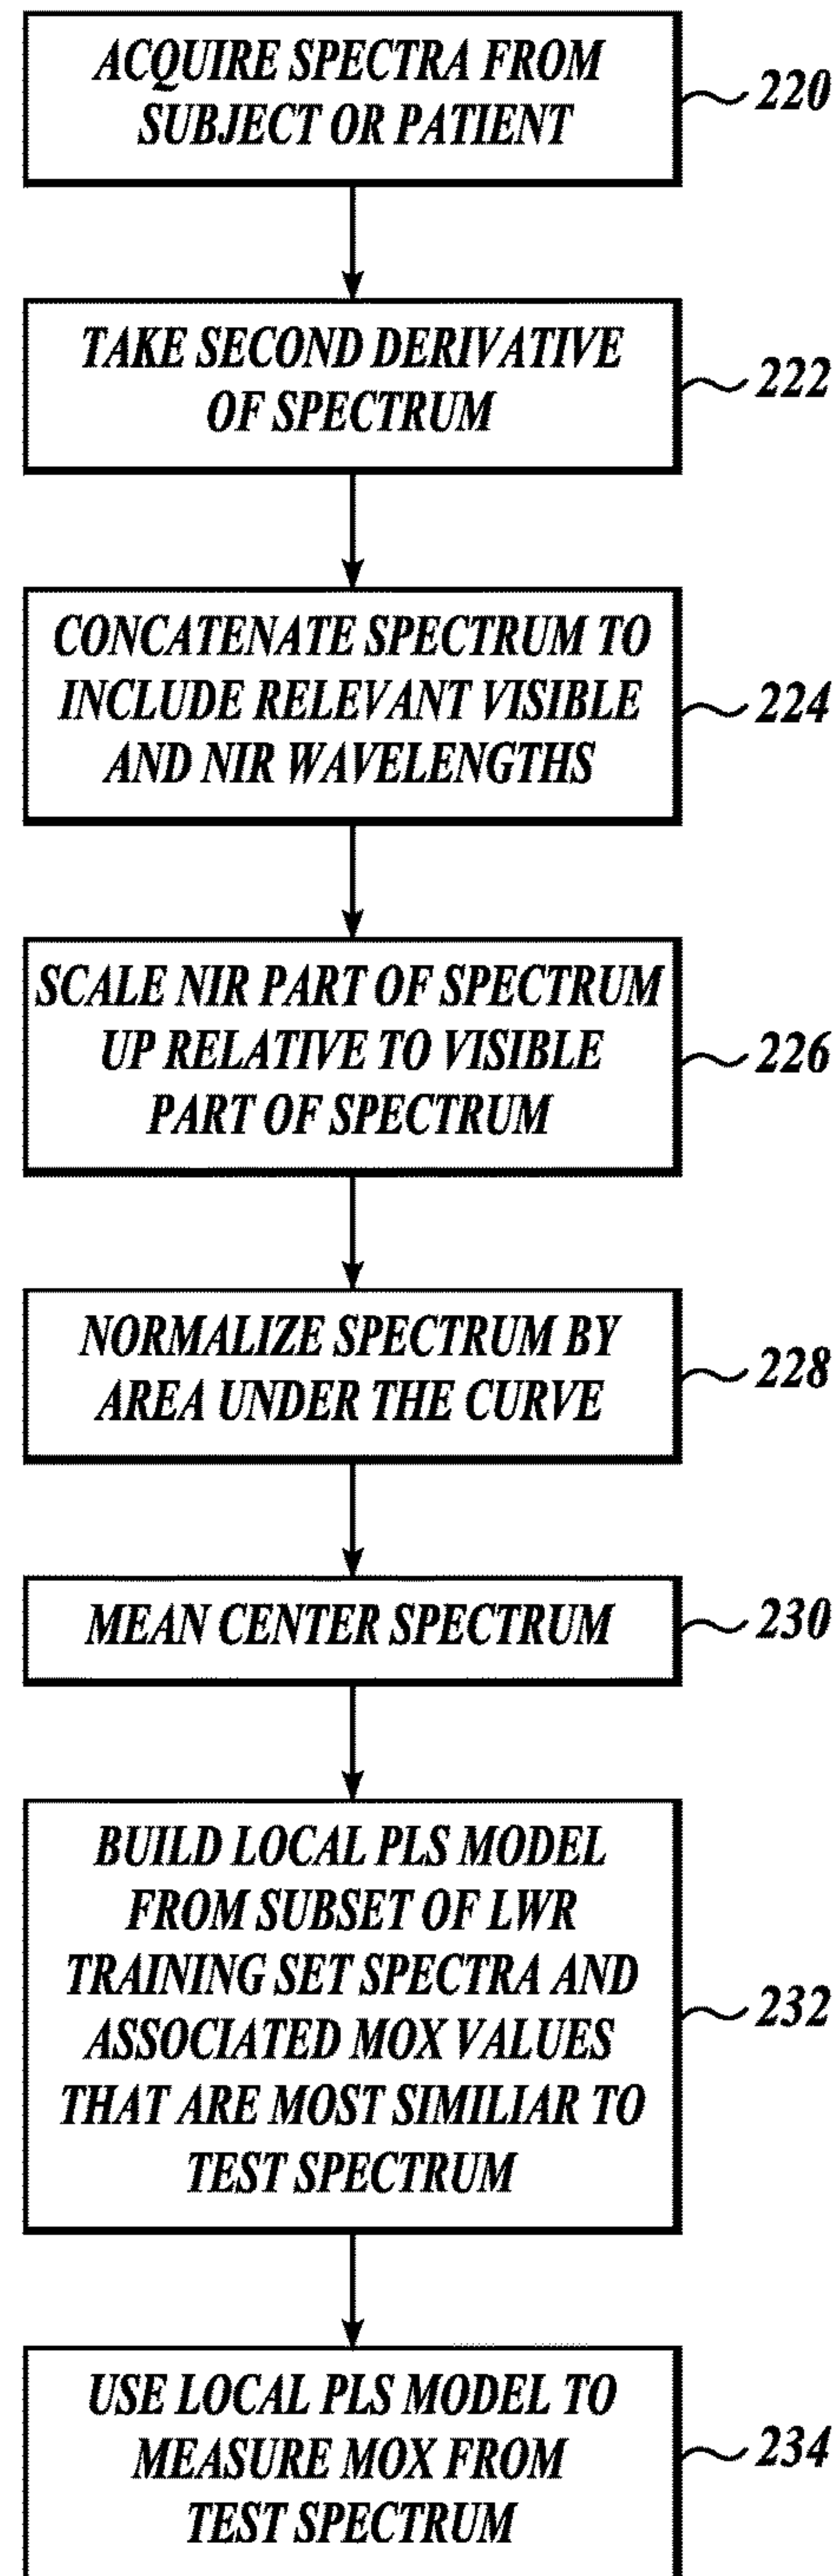 ACQUIRE SPECTRA FROM
SUBJECT OR PATIENT
220
TAKE SECOND DERIVATIVE
OF SPECTRUM
222
CONCATENATE SPECTRUM TO
INCLUDE RELEVANT VISIBLE
AND NIR WAVELENGTHS
224
SCALE NIR PART OF SPECTRUM
UP RELATIVE TO VISIBLE
PART OF SPECTRUM
226
NORMALIZE SPECTRUM BY
AREA UNDER THE CURVE
228
MEAN CENTER SPECTRUM
230
BUILD LOCAL PLS MODEL
FROM SUBSET OF LWR
TRAINING SET SPECTRA AND
ASSOCIATED MOX VALUES
THAT ARE MOST SIMILIAR TO
TEST SPECTRUM
232
USE LOCAL PLS MODEL TO
MEASURE MOX FROM
TEST SPECTRUM
234